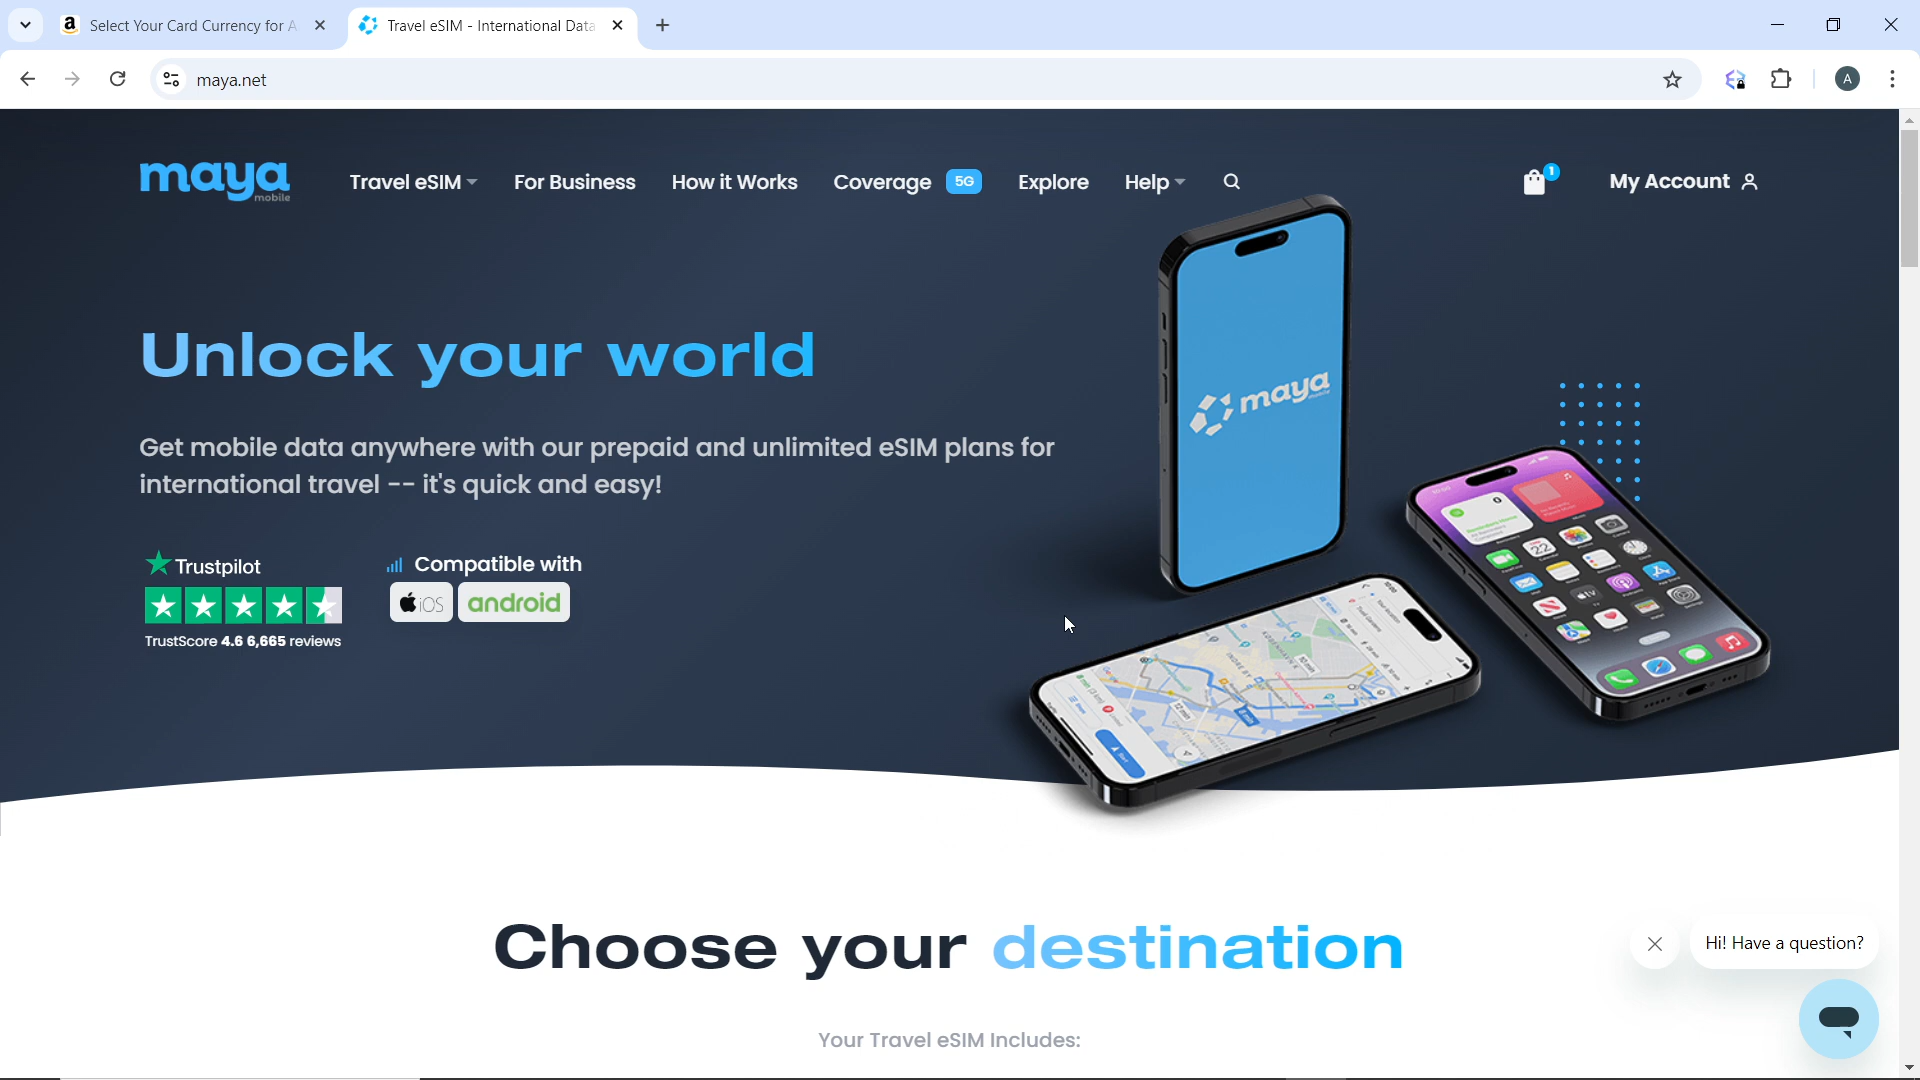 Select Your Card Currency for A
Travel eSIM - International Data
maya.net
A
maya
mobile
Travel eSIM
For Business
How it Works
Coverage 5G
Explore
Help
1
My Account
Unlock your world
Get mobile data anywhere with our prepaid and unlimited eSIM plans for
international travel -- it's quick and easy!
Trustpilot
TrustScore 4.6 6,665 reviews
Compatible with
iOS
android
maya
Choose your destination
Your Travel eSIM Includes:
Hi! Have a question?